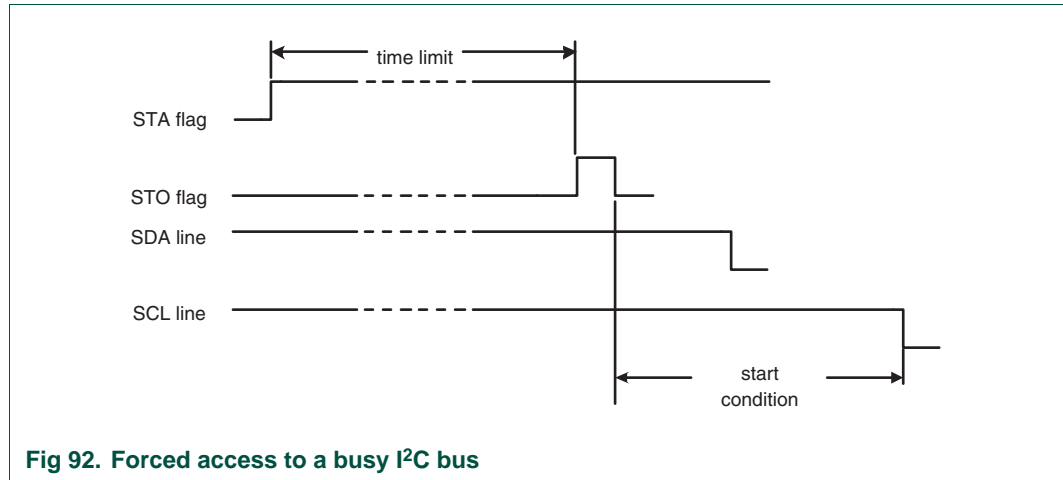 time limit
STA flag
STO flag
SDA line
SCL line
start
condition
Fig 92. Forced access to a busy I²C bus